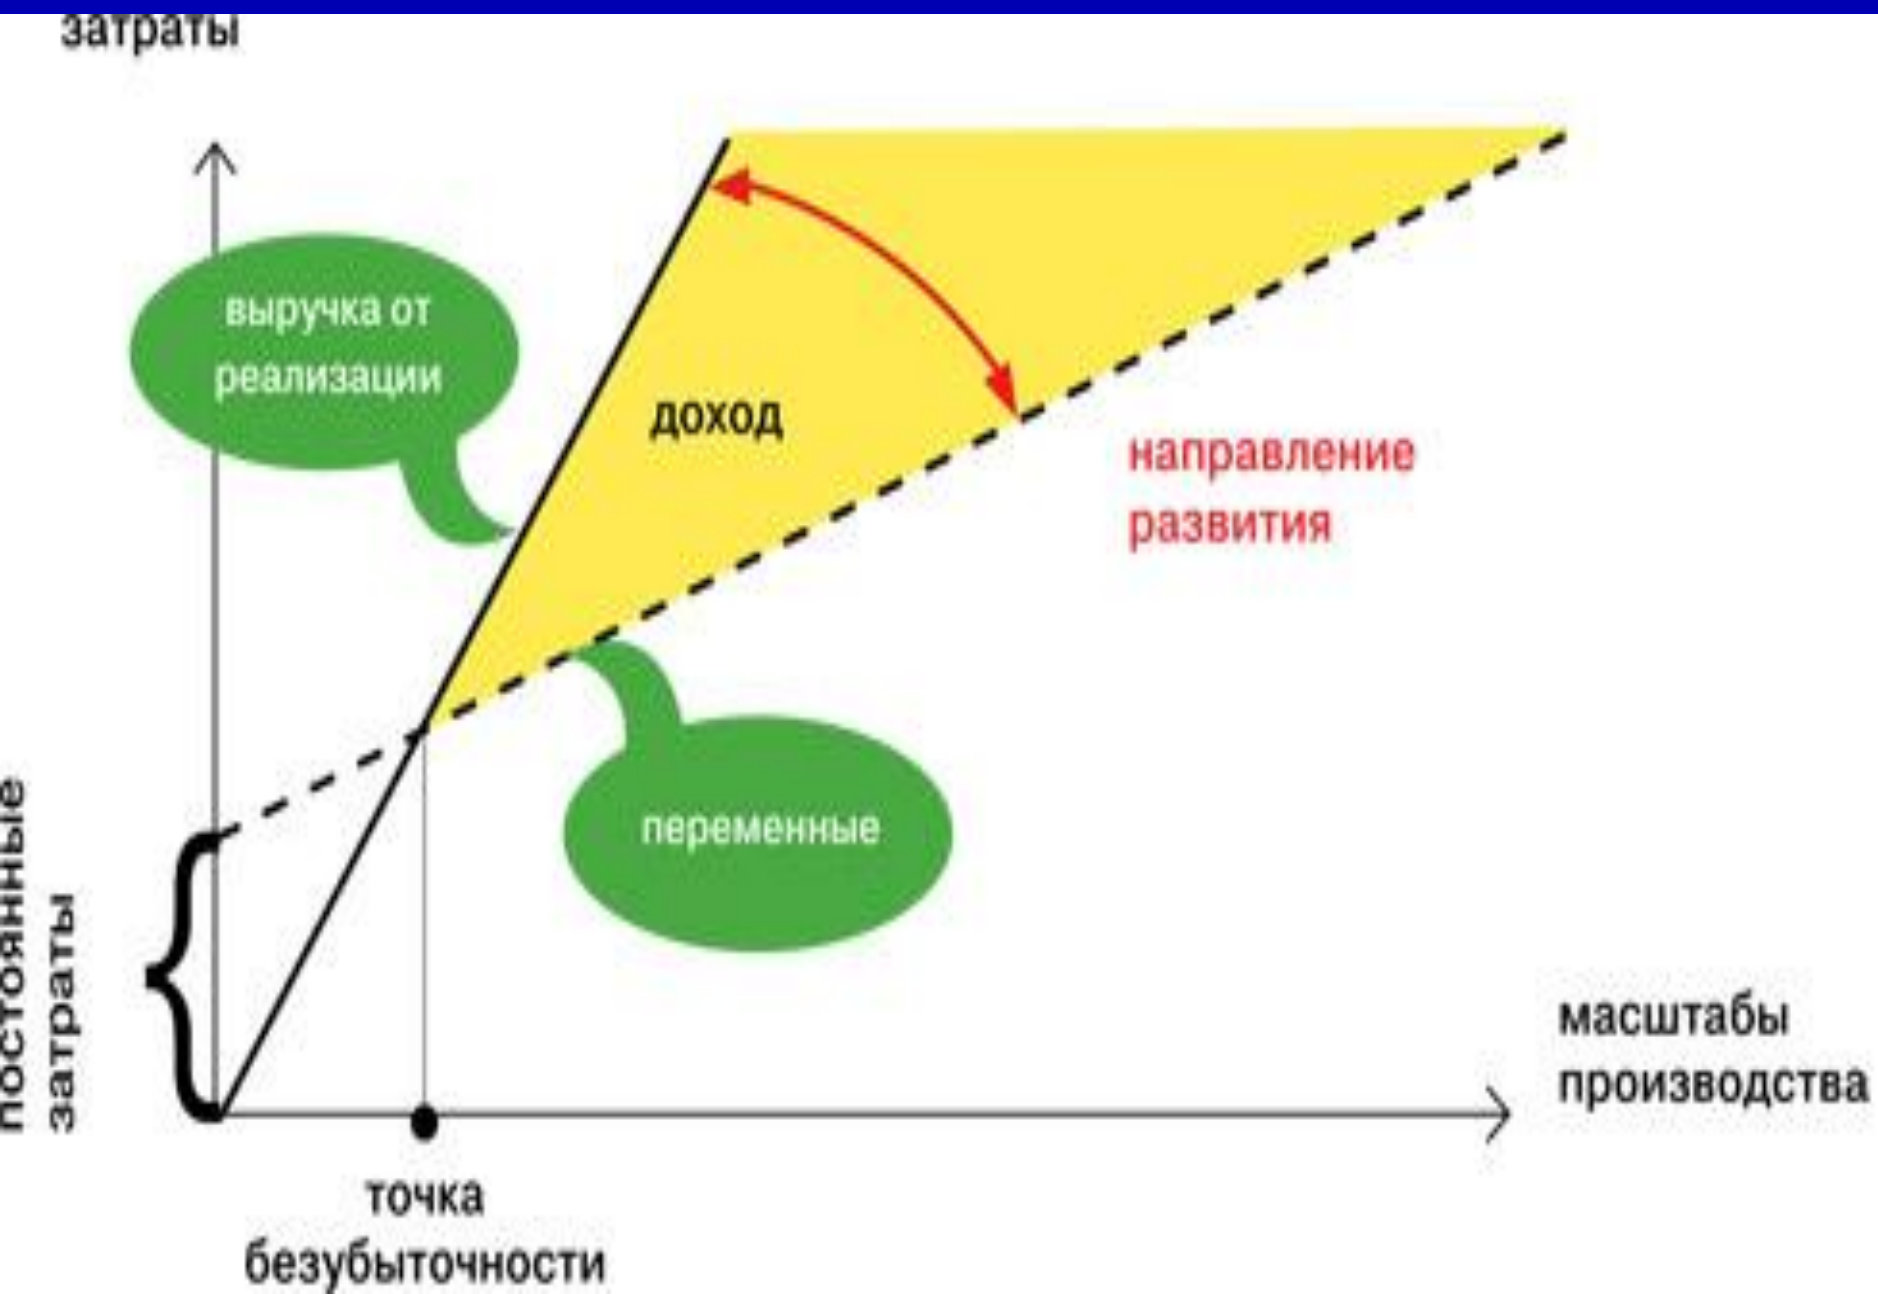 затраты
выручка от
реализации
доход
направление
развития
переменные
постоянные
затраты
масштабы
производства
точка
безубыточности